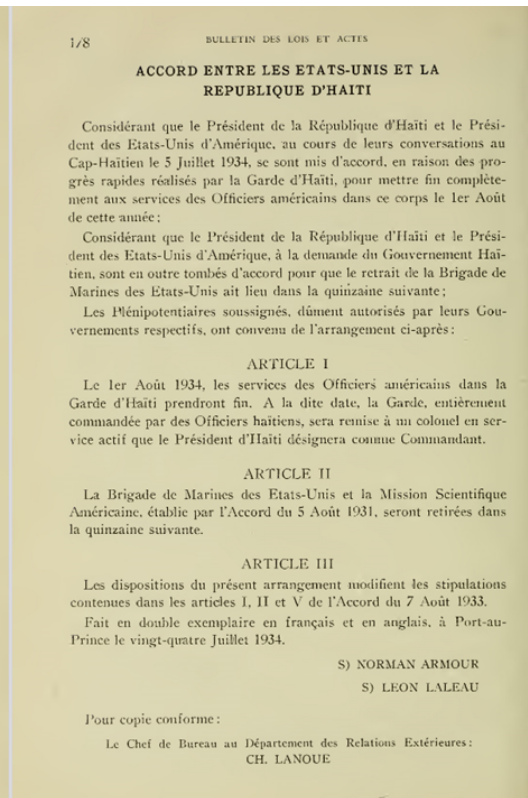 178
BULLETIN DES LOIS ET ACTES
ACCORD ENTRE LES ETATS-UNIS ET LA
REPUBLIQUE D'HAITI
Considérant que le Président de la République d'Haïti et le Prési-
dent des Etats-Unis d'Amérique, au cours de leurs conversations au
Cap-Haïtien le 5 Juillet 1934, se sont mis d'accord, en raison des pro-
grès rapides réalisés par la Garde d'Haïti, pour mettre fin complète-
ment aux services des Officiers américains dans ce corps le 1er Août
de cette année;
Considérant que le Président de la République d'Haïti et le Prési-
dent des Etats-Unis d'Amérique, à la demande du Gouvernement Haï-
tien, sont en outre tombés d'accord pour que le retrait de la Brigade de
Marines des Etats-Unis ait lieu dans la quinzaine suivante;
Les Plénipotentiaires soussignés, dûment autorisés par leurs Gou-
vernements respectifs, ont convenu de l'arrangement ci-après:
ARTICLE I
Le 1er Août 1934, les services des Officiers américains dans la
Garde d'Haïti prendront fin. A la dite date, la Garde, entièrement
commandée par des Officiers haïtiens, sera remise à un colonel en ser-
vice actif que le Président d'Haïti désignera comme Commandant.
ARTICLE II
La Brigade de Marines des Etats-Unis et la Mission Scientifique
Américaine, établie par l'Accord du 5 Août 1931, seront retirées dans
la quinzaine suivante.
ARTICLE III
Les dispositions du présent arrangement modifient les stipulations
contenues dans les articles I, II et V de l'Accord du 7 Août 1933.
Fait en double exemplaire en français et en anglais, à Port-au-
Prince le vingt-quatre Juillet 1934.
S) NORMAN ARMOUR
S) LEON LALEAU
Pour copie conforme:
Le Chef de Bureau au Département des Relations Extérieures:
CH. LANOUE